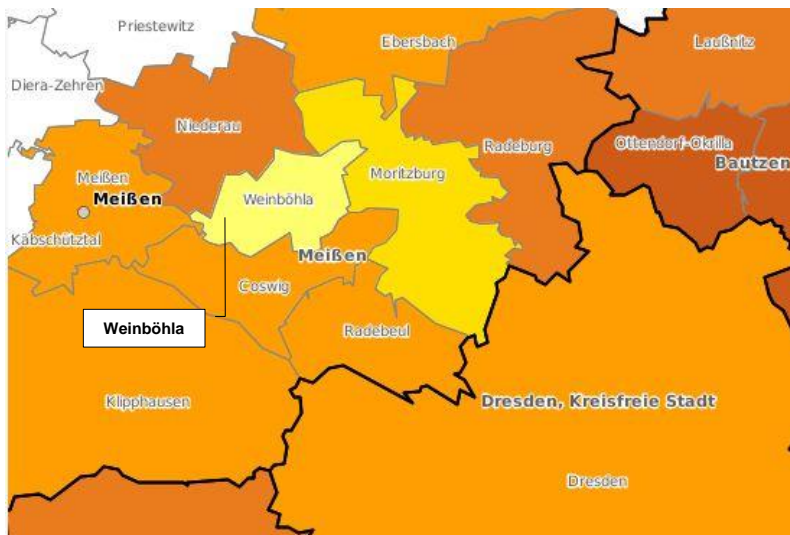 Priestewitz
Ebersbach
Laußnitz
Diera-Zehren
Niederau
Radeburg
Ottendorf-Okrilla
Bautzen
Meißen
Moritzburg
Meißen
Weinböhla
Käbschütztal
Meißen
Coswig
Weinböhla
Radebeul
Klipphausen
Dresden, Kreisfreie Stadt
Dresden